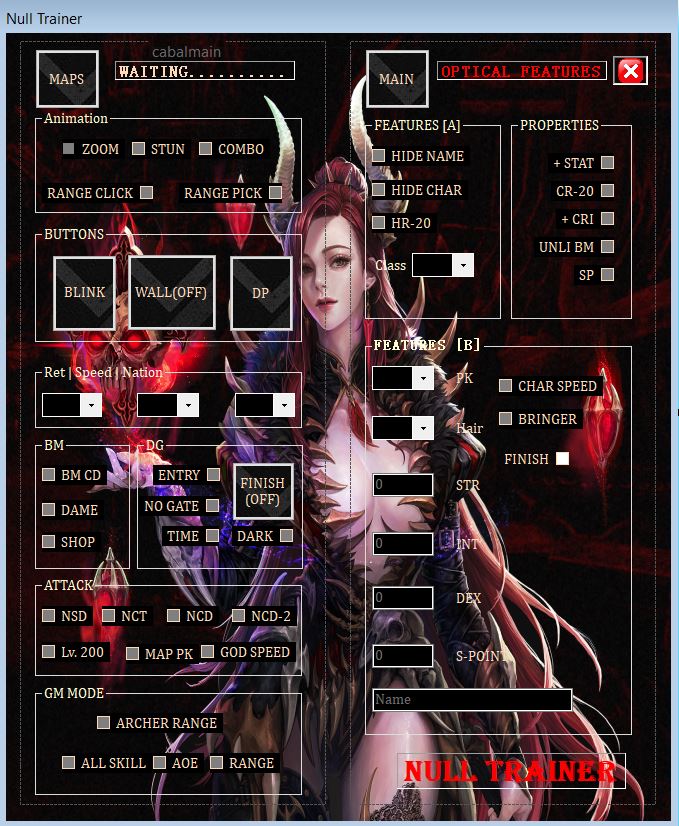 Null Trainer
cabalmain
MAPS
WAITING..........
Animation
ZOOM STUN COMBO
RANGE CLICK RANGE PICK
BUTTONS
BLINK WALL(OFF) DP
Ret | Speed | Nation
BM
BM CD
DAME
SHOP
DG
ENTRY
NO GATE
TIME DARK
FINISH
(OFF)
ATTACK
NSD NCT NCD NCD-2
Lv. 200 MAP PK GOD SPEED
GM MODE
ARCHER RANGE
ALL SKILL AOE RANGE
MAIN
OPTICAL FEATURES
FEATURES [A]
HIDE NAME
HIDE CHAR
HR-20
Class
PROPERTIES
+ STAT
CR-20
+ CRI
UNLI BM
SP
FEATURES [B]
PK
CHAR SPEED
Hair
BRINGER
FINISH
0 STR
0 INT
0 DEX
0 S-POINT
Name
NULL TRAINER